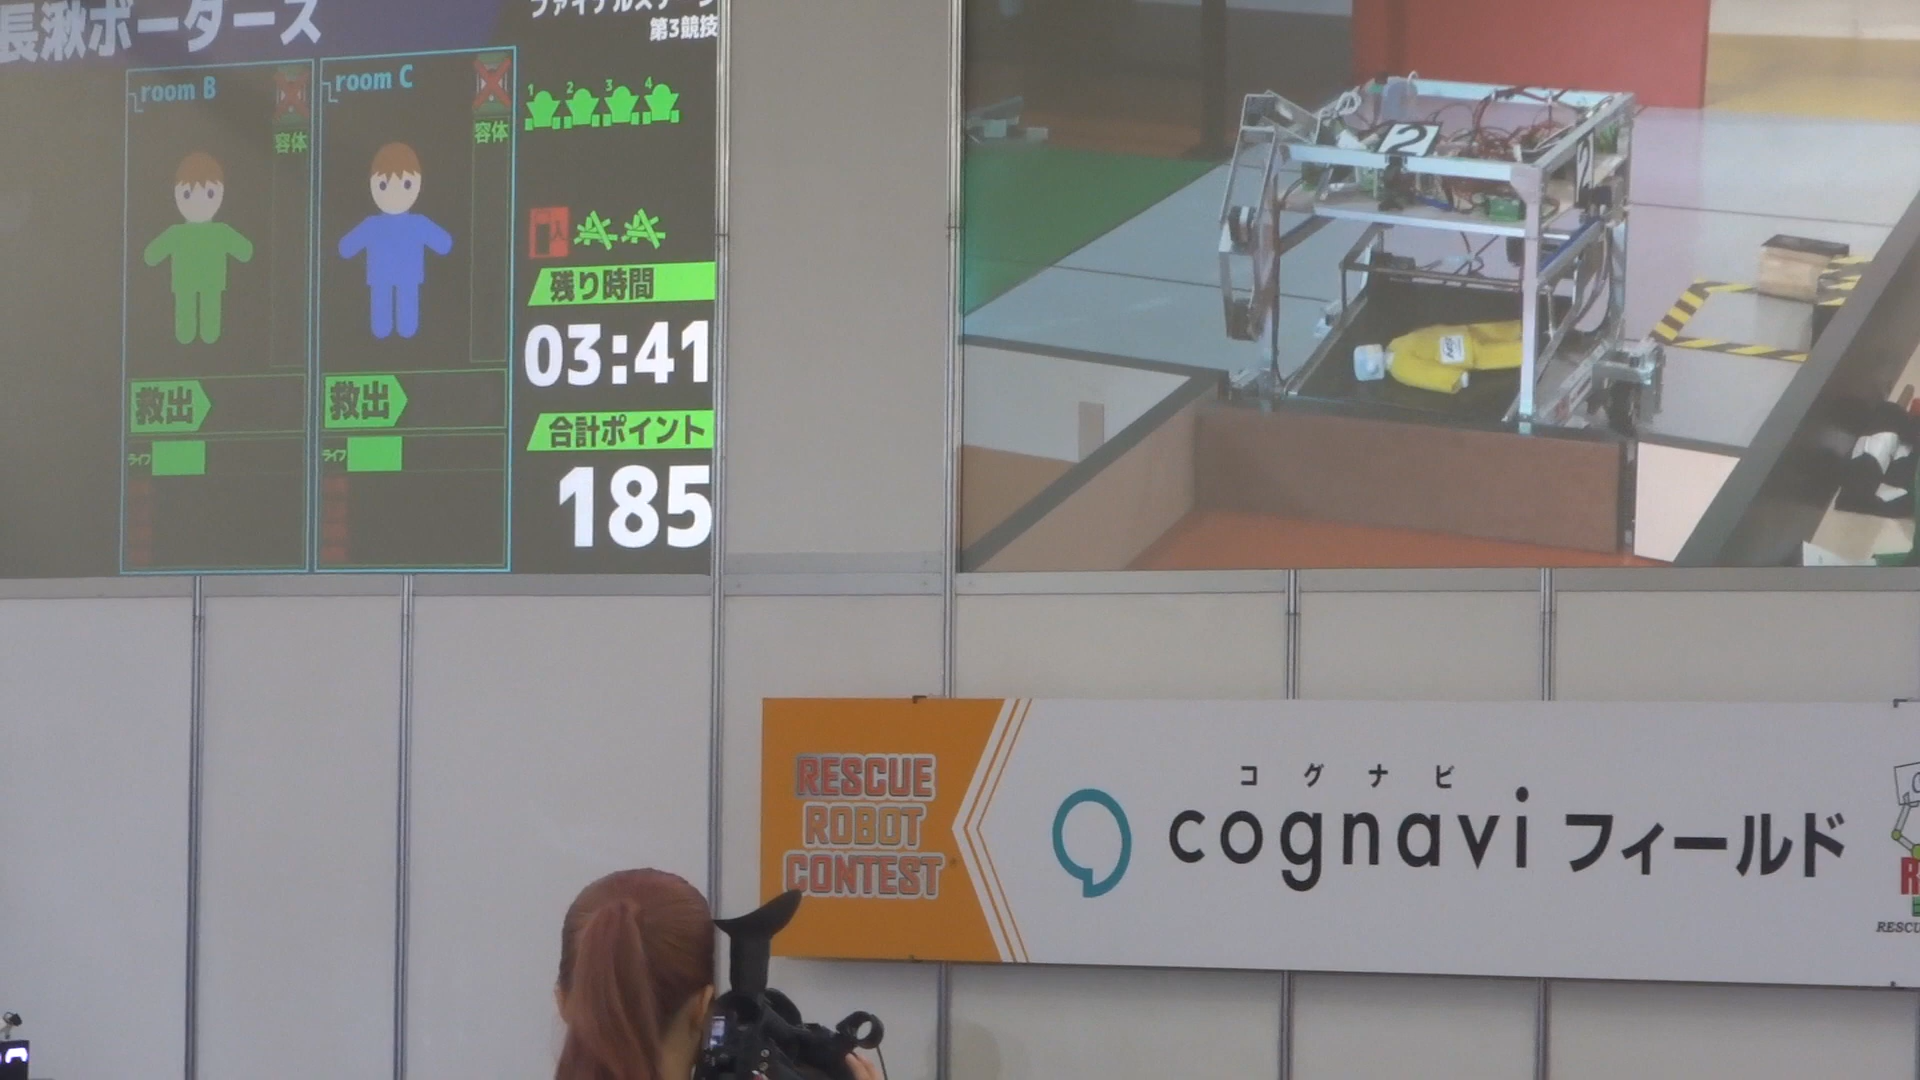 長湫ボーダーズ
ファイナルステージ
第3競技
room B
容体
room C
容体
1 2 3 4
入
残り時間
03:41
合計ポイント
185
救出
救出
ライフ
ライフ
2
RESCUE
ROBOT
CONTEST
コグナビ
cognavi フィールド